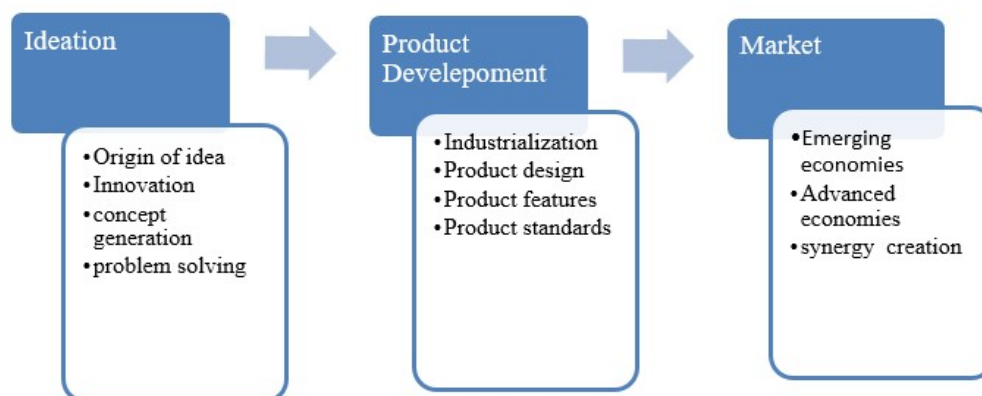 Ideation
•Origin of idea
•Innovation
•concept
generation
•problem solving
Product
Develepoment
•Industrialization
•Product design
•Product features
•Product standards
Market
•Emerging
economies
•Advanced
economies
•synergy creation